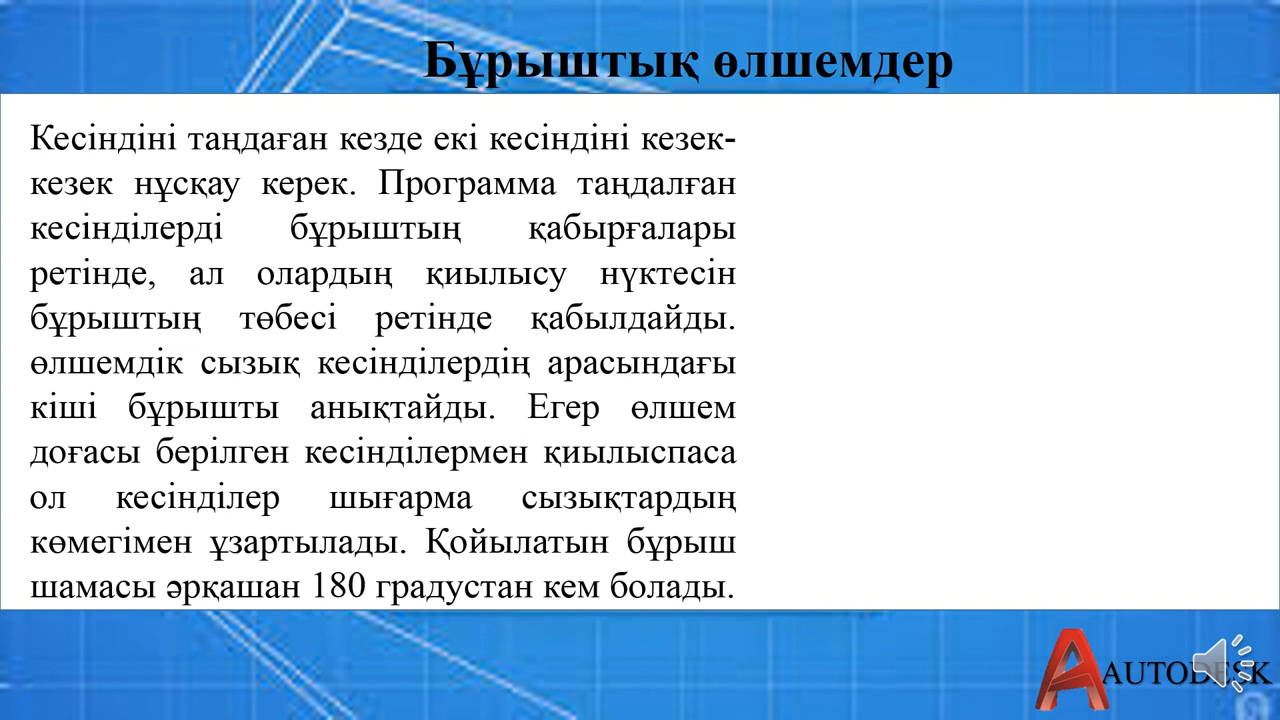 Бұрыштық өлшемдер
Кесіндіні таңдаған кезде екі кесіндіні кезек-
кезек нұсқау керек. Программа таңдалған
кесінділерді бұрыштың қабырғалары
ретінде, ал олардың қиылысу нүктесін
бұрыштың төбесі ретінде қабылдайды.
өлшемдік сызық кесінділердің арасындағы
кіші бұрышты анықтайды. Егер өлшем
доғасы берілген кесінділермен қиылыспаса
ол кесінділер шығарма сызықтардың
көмегімен ұзартылады. Қойылатын бұрыш
шамасы әрқашан 180 градустан кем болады.
AUTODESK